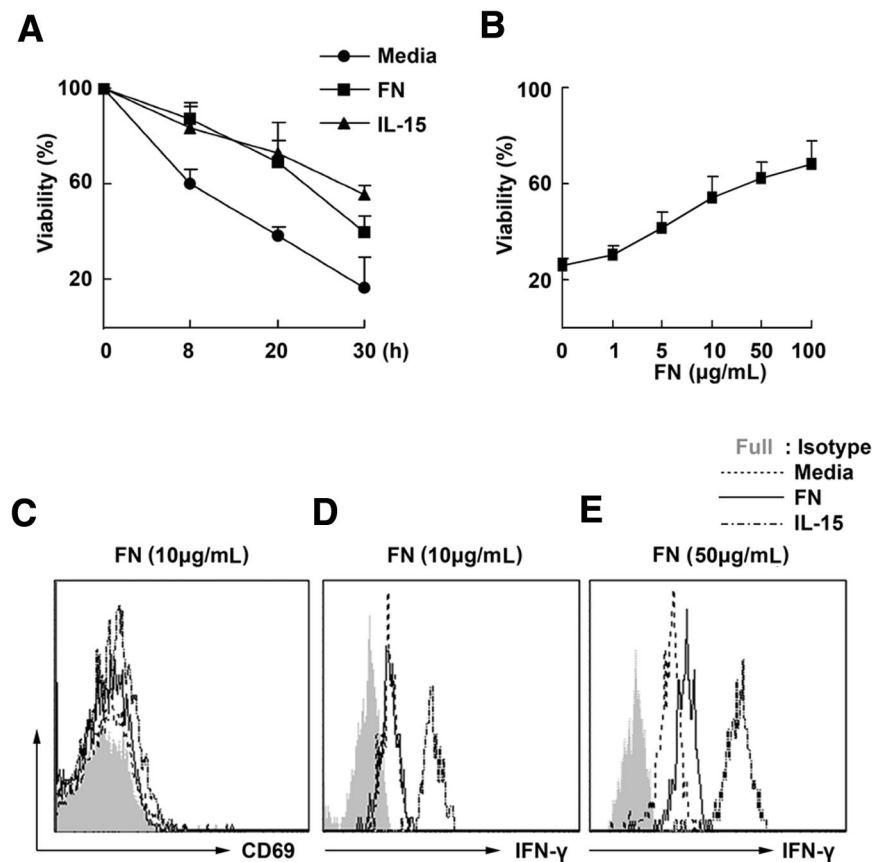 A
Media
FN
IL-15
100
60
20
Viability (%)
0 8 20 30 (h)
B
100
60
20
Viability (%)
0 1 5 10 50 100
FN (µg/mL)
Full : Isotype
Media
FN
IL-15
C
FN (10µg/mL)
CD69
D
FN (10µg/mL)
IFN-γ
E
FN (50µg/mL)
IFN-γ